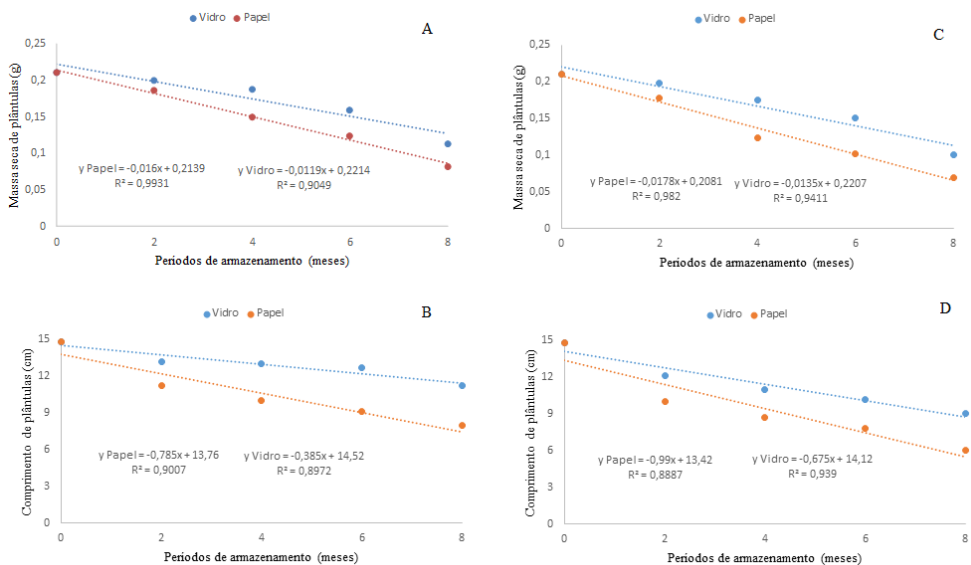 Vidro Papel
A
Massa seca de plântulas (g)
0,25
0,2
0,15
0,1
0,05
0
y Papel = -0,016x + 0,2139
R² = 0,9931
y Vidro = -0,0119x + 0,2214
R² = 0,9049
0 2 4 6 8
Períodos de armazenamento (meses)
Vidro Papel
C
Massa seca de plântulas (g)
0,25
0,2
0,15
0,1
0,05
0
y Papel = -0,0178x + 0,2081
R² = 0,982
y Vidro = -0,0135x + 0,2207
R² = 0,9411
0 2 4 6 8
Períodos de armazenamento (meses)
Vidro Papel
B
Comprimento de plântulas (cm)
15
12
9
6
3
0
y Papel = -0,785x + 13,76
R² = 0,9007
y Vidro = -0,385x + 14,52
R² = 0,8972
0 2 4 6 8
Períodos de armazenamento (meses)
Vidro Papel
D
Comprimento de plântulas (cm)
15
12
9
6
3
0
y Papel = -0,99x + 13,42
R² = 0,8887
y Vidro = -0,675x + 14,12
R² = 0,939
0 2 4 6 8
Períodos de armazenamento (meses)